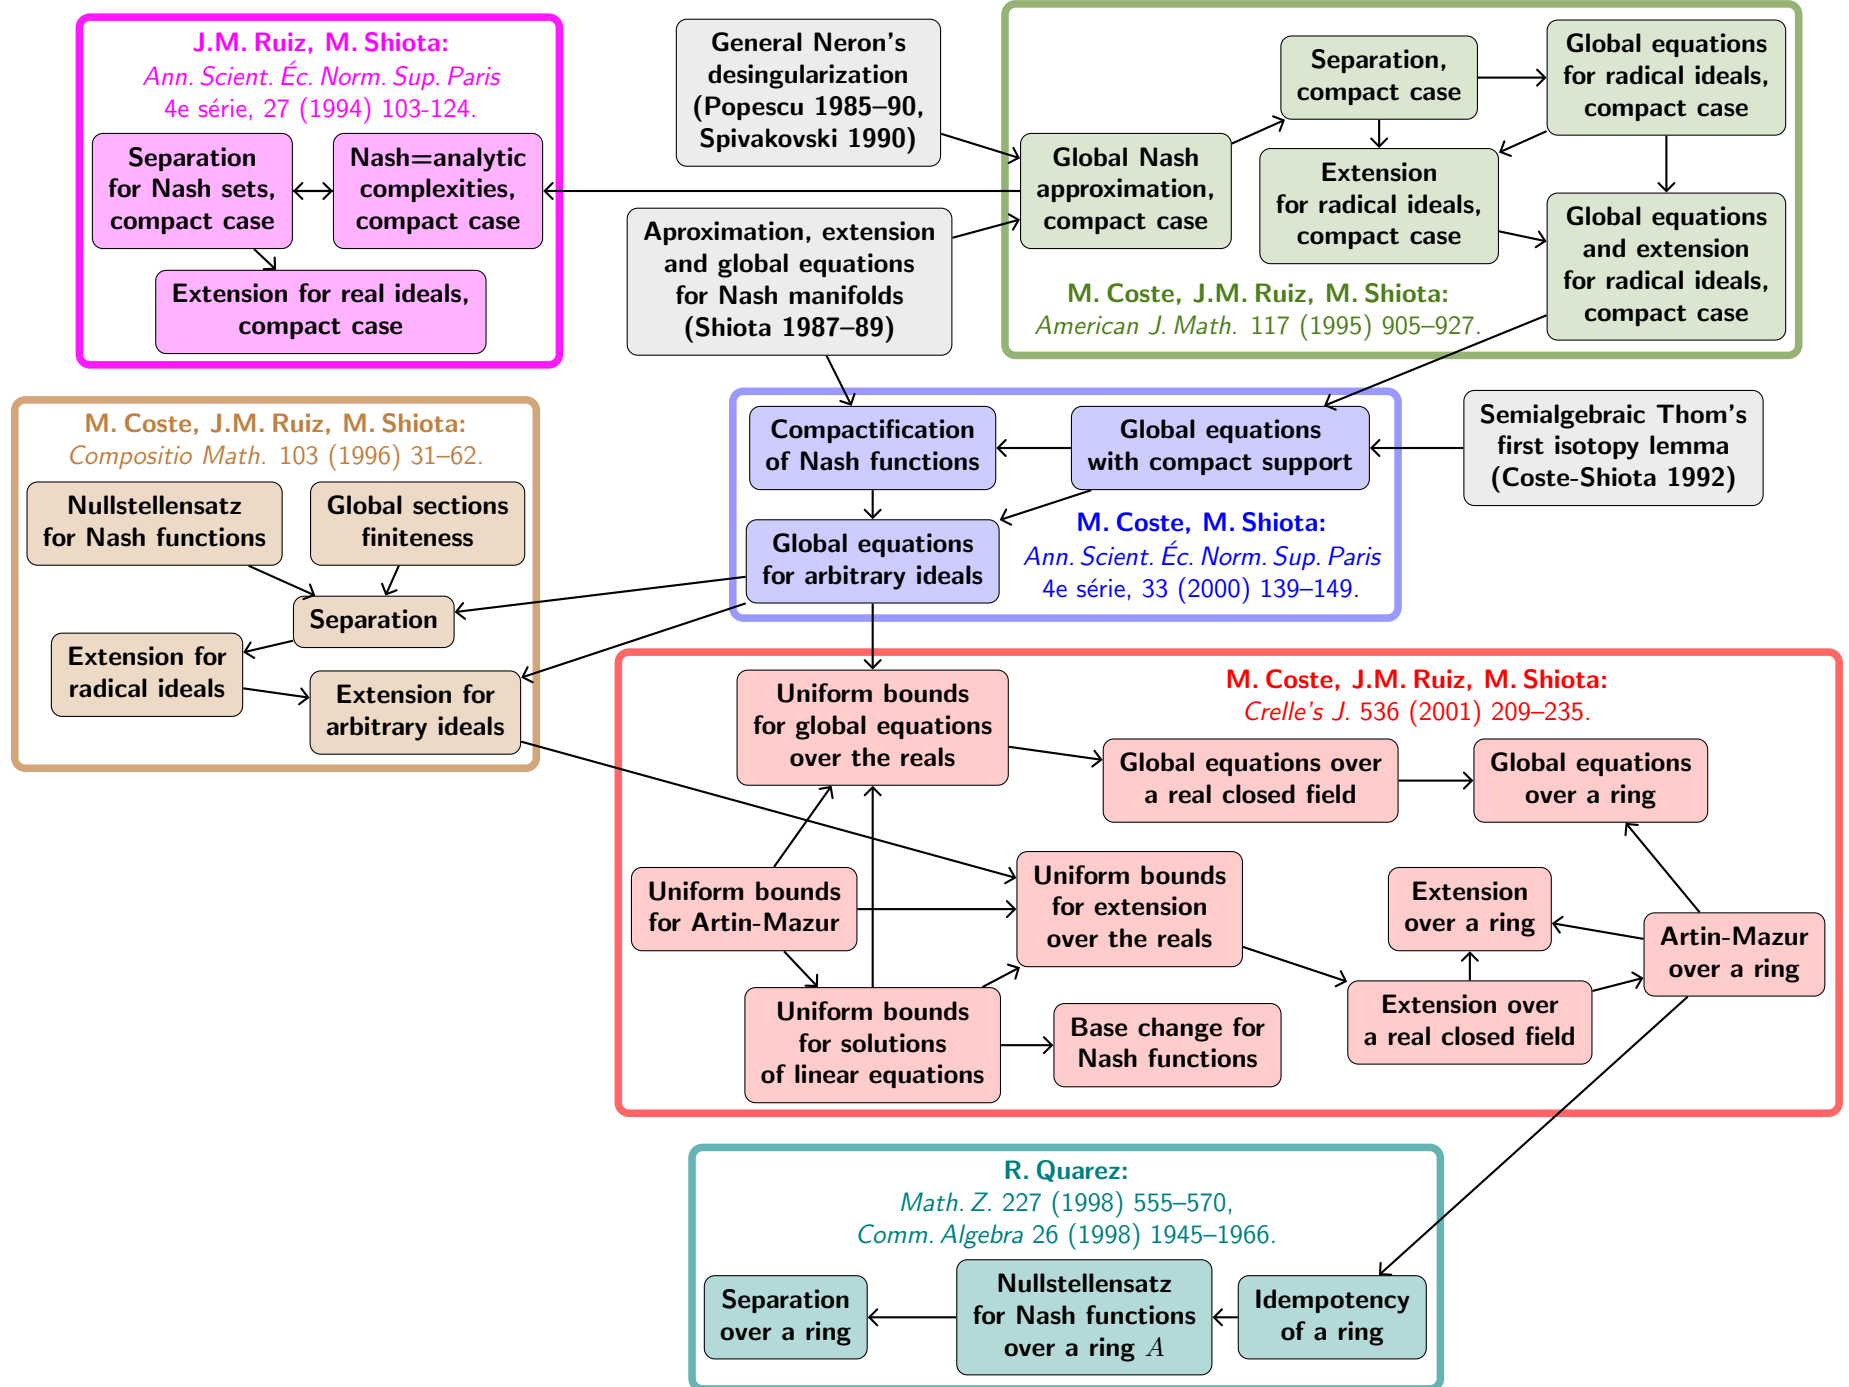 J.M. Ruiz, M. Shiota:
Ann. Scient. Éc. Norm. Sup. Paris
4e série, 27 (1994) 103-124.
Separation
for Nash sets,
compact case
Nash=analytic
complexities,
compact case
Extension for real ideals,
compact case
General Neron's
desingularization
(Popescu 1985–90,
Spivakovski 1990)
Aproximation, extension
and global equations
for Nash manifolds
(Shiota 1987–89)
Global Nash
approximation,
compact case
Separation,
compact case
Global equations
for radical ideals,
compact case
Extension
for radical ideals,
compact case
Global equations
and extension
for radical ideals,
compact case
M. Coste, J.M. Ruiz, M. Shiota:
American J. Math. 117 (1995) 905–927.
M. Coste, J.M. Ruiz, M. Shiota:
Compositio Math. 103 (1996) 31–62.
Nullstellensatz
for Nash functions
Global sections
finiteness
Separation
Extension for
radical ideals
Extension for
arbitrary ideals
Compactification
of Nash functions
Global equations
with compact support
Semialgebraic Thom's
first isotopy lemma
(Coste-Shiota 1992)
Global equations
for arbitrary ideals
M. Coste, M. Shiota:
Ann. Scient. Éc. Norm. Sup. Paris
4e série, 33 (2000) 139–149.
Uniform bounds
for global equations
over the reals
M. Coste, J.M. Ruiz, M. Shiota:
Crelle's J. 536 (2001) 209–235.
Global equations over
a real closed field
Global equations
over a ring
Uniform bounds
for Artin-Mazur
Uniform bounds
for extension
over the reals
Extension
over a ring
Artin-Mazur
over a ring
Uniform bounds
for solutions
of linear equations
Base change for
Nash functions
Extension over
a real closed field
R. Quarez:
Math. Z. 227 (1998) 555–570,
Comm. Algebra 26 (1998) 1945–1966.
Separation
over a ring
Nullstellensatz
for Nash functions
over a ring A
Idempotency
of a ring